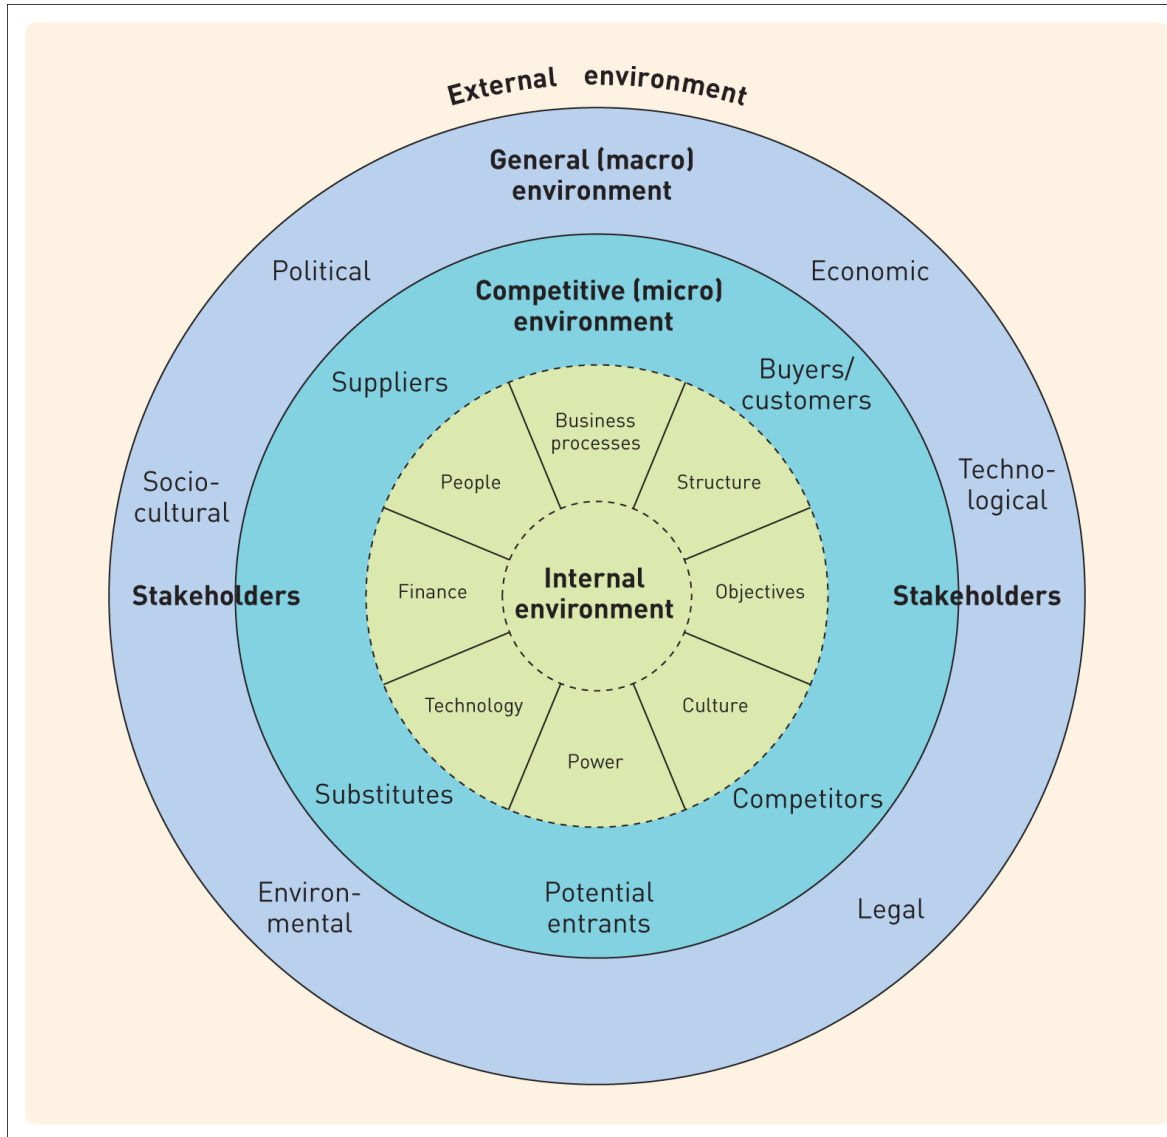 External environment
General (macro)
environment
Political
Economic
Competitive (micro)
environment
Suppliers
Buyers/
customers
Business
processes
People
Structure
Socio-
cultural
Techno-
logical
Internal
environment
Finance
Objectives
Stakeholders
Stakeholders
Technology
Culture
Power
Substitutes
Competitors
Environ-
mental
Potential
entrants
Legal